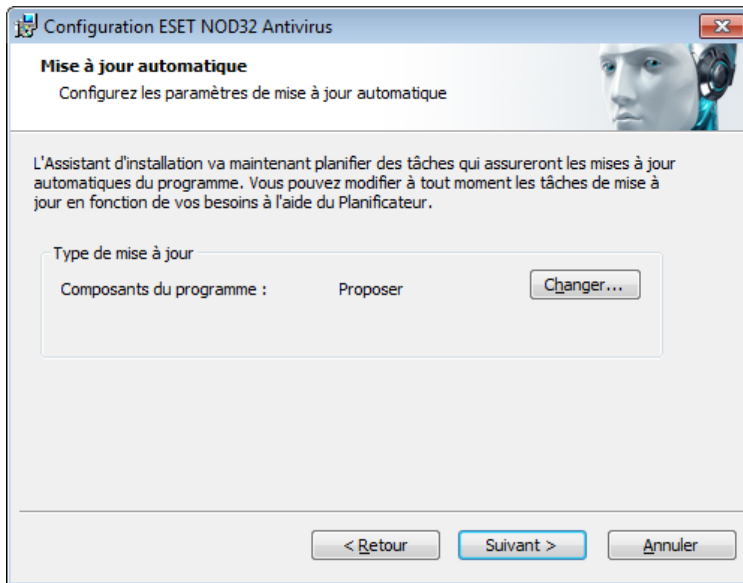 Configuration ESET NOD32 Antivirus
Mise à jour automatique
Configurez les paramètres de mise à jour automatique
L'Assistant d'installation va maintenant planifier des tâches qui assureront les mises à jour
automatiques du programme. Vous pouvez modifier à tout moment les tâches de mise à
jour en fonction de vos besoins à l'aide du Planificateur.
Type de mise à jour
Composants du programme : Proposer Changer...
< Retour Suivant > Annuler